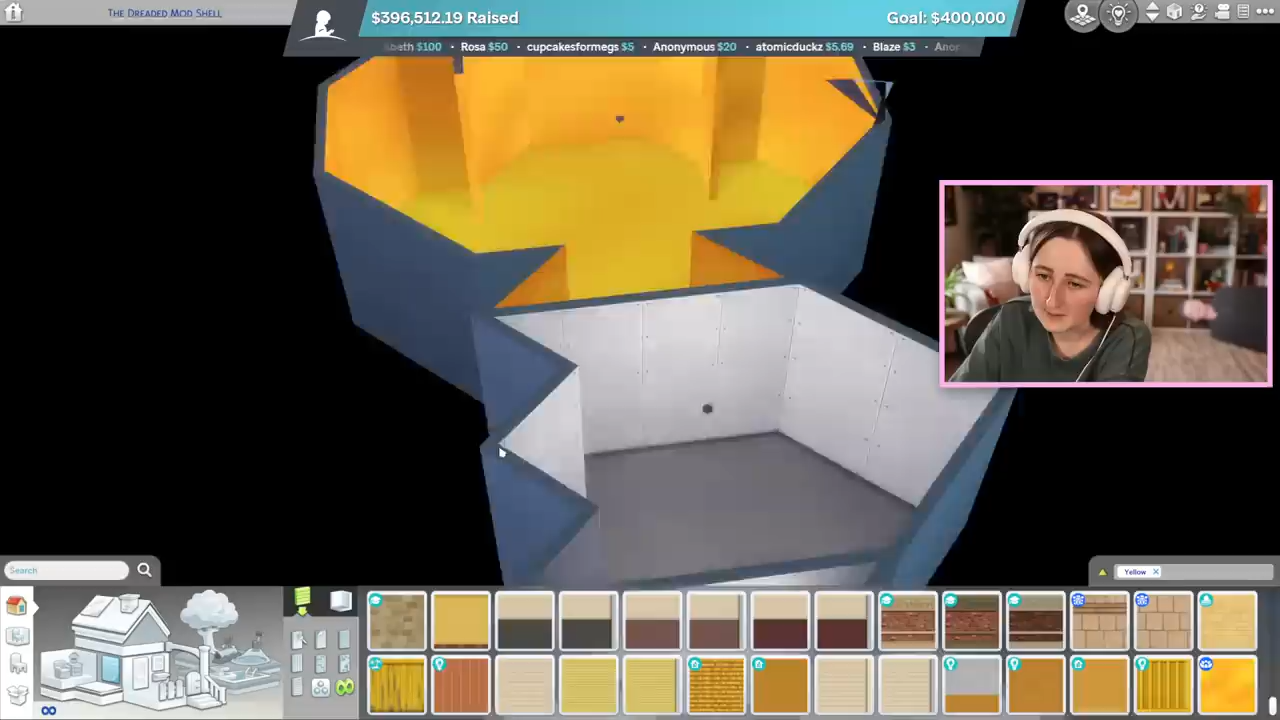 THE DREADED MOD SHELL
$396,512.19 Raised
Goal: $400,000
$100 · Rosa $50 · cupcakesformegs $5 · Anonymous $20 · atomicduckz $5.69 · Blaze $3
Search
Yellow